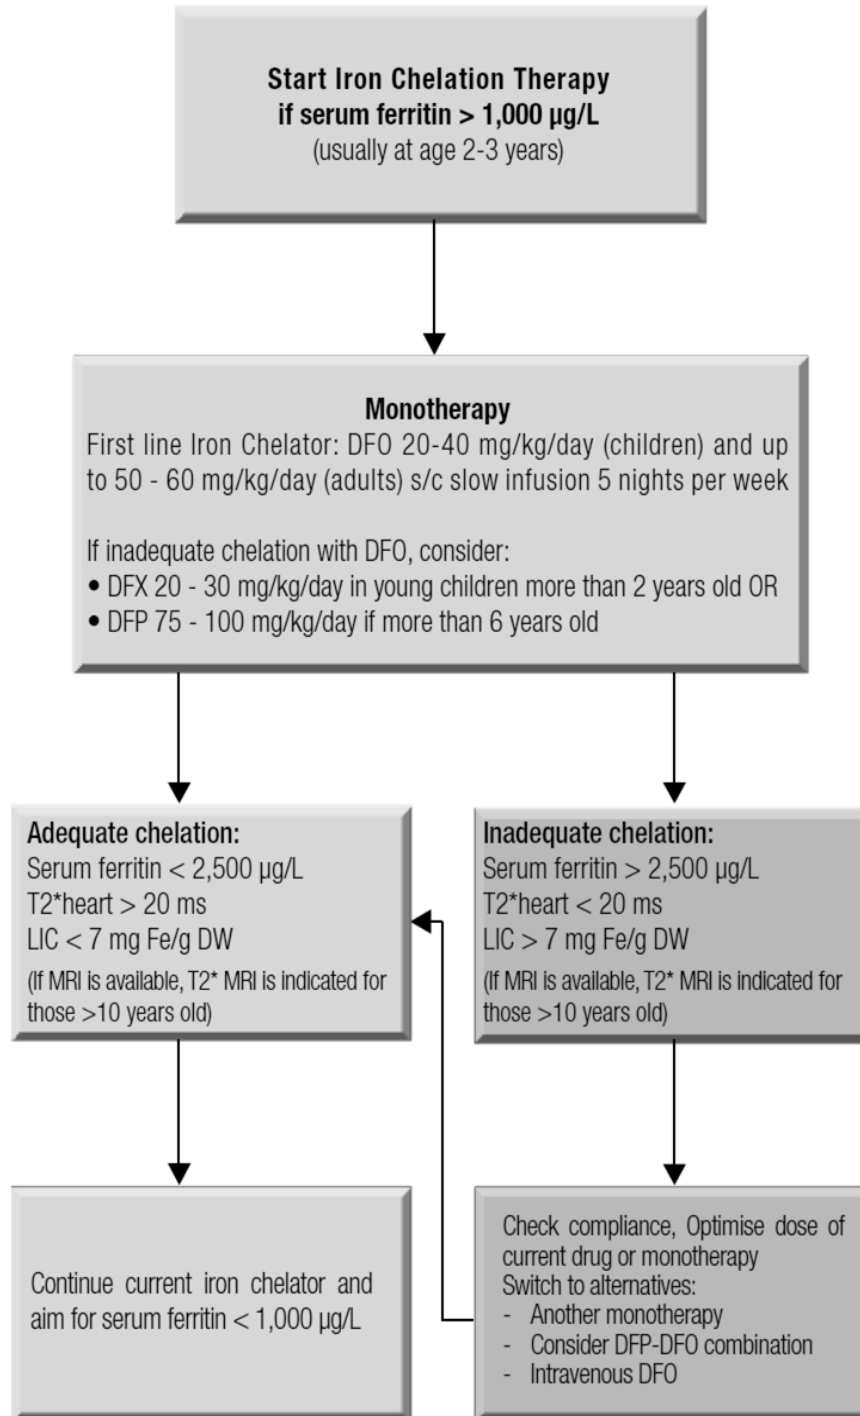 Start Iron Chelation Therapy
if serum ferritin > 1,000 µg/L
(usually at age 2-3 years)
Monotherapy
First line Iron Chelator: DFO 20-40 mg/kg/day (children) and up
to 50 - 60 mg/kg/day (adults) s/c slow infusion 5 nights per week
If inadequate chelation with DFO, consider:
• DFX 20 - 30 mg/kg/day in young children more than 2 years old OR
• DFP 75 - 100 mg/kg/day if more than 6 years old
Adequate chelation:
Serum ferritin < 2,500 µg/L
T2*heart > 20 ms
LIC < 7 mg Fe/g DW
(If MRI is available, T2* MRI is indicated for
those >10 years old)
Inadequate chelation:
Serum ferritin > 2,500 µg/L
T2*heart < 20 ms
LIC > 7 mg Fe/g DW
(If MRI is available, T2* MRI is indicated for
those >10 years old)
Continue current iron chelator and
aim for serum ferritin < 1,000 µg/L
Check compliance, Optimise dose of
current drug or monotherapy
Switch to alternatives:
- Another monotherapy
- Consider DFP-DFO combination
- Intravenous DFO